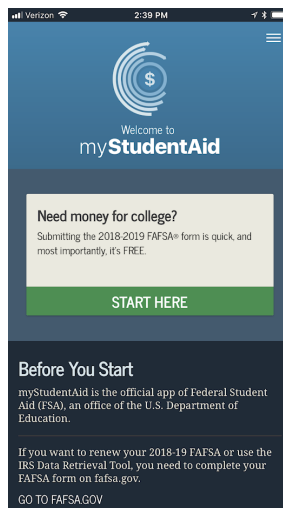 Verizon 2:39 PM
$
Welcome to
myStudentAid
Need money for college?
Submitting the 2018-2019 FAFSA® form is quick, and
most importantly, it's FREE.
START HERE
Before You Start
myStudentAid is the official app of Federal Student
Aid (FSA), an office of the U.S. Department of
Education.
If you want to renew your 2018-19 FAFSA or use the
IRS Data Retrieval Tool, you need to complete your
FAFSA form on fafsa.gov.
GO TO FAFSA.GOV